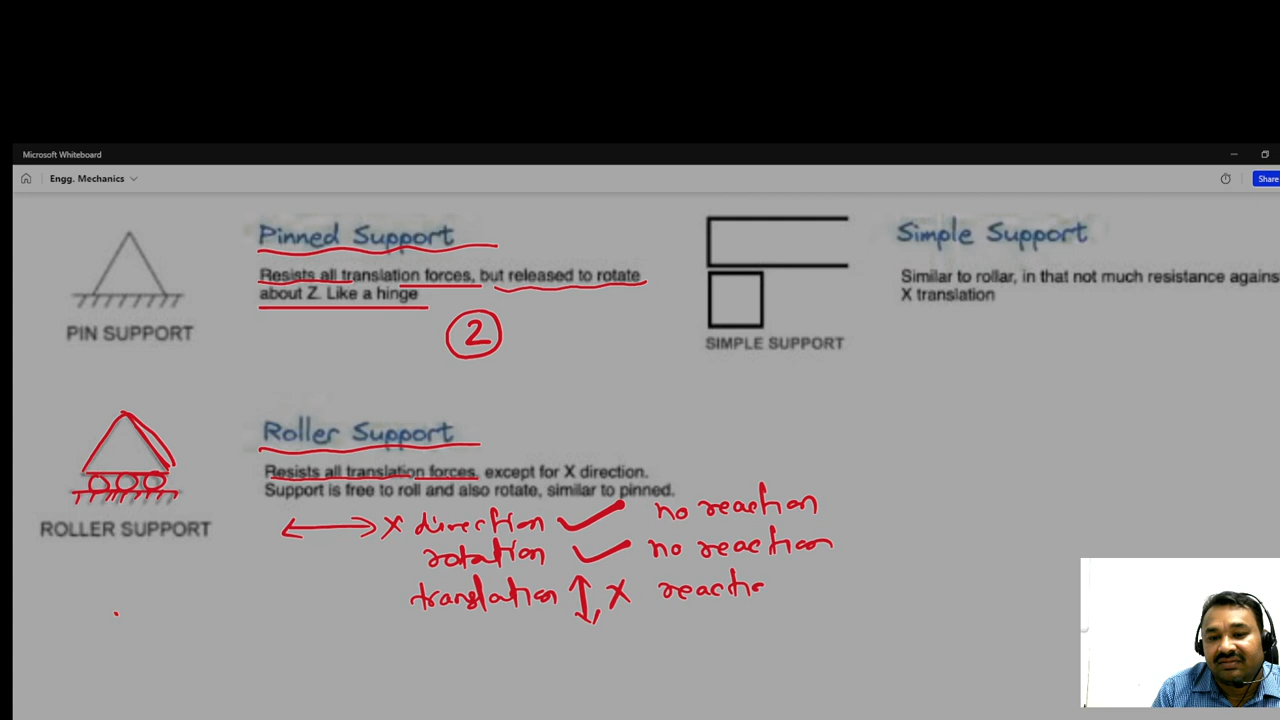 Microsoft Whiteboard
Engg. Mechanics
Share
Pinned Support
Resists all translation forces, but released to rotate
about Z. Like a hinge
2
PIN SUPPORT
Simple Support
Similar to rollar, in that not much resistance agains
X translation
SIMPLE SUPPORT
Roller Support
Resists all translation forces, except for X direction.
Support is free to roll and also rotate, similar to pinned.
ROLLER SUPPORT
X direction ✓ no reaction
rotation ✓ no reaction
translation ↕, X reactio